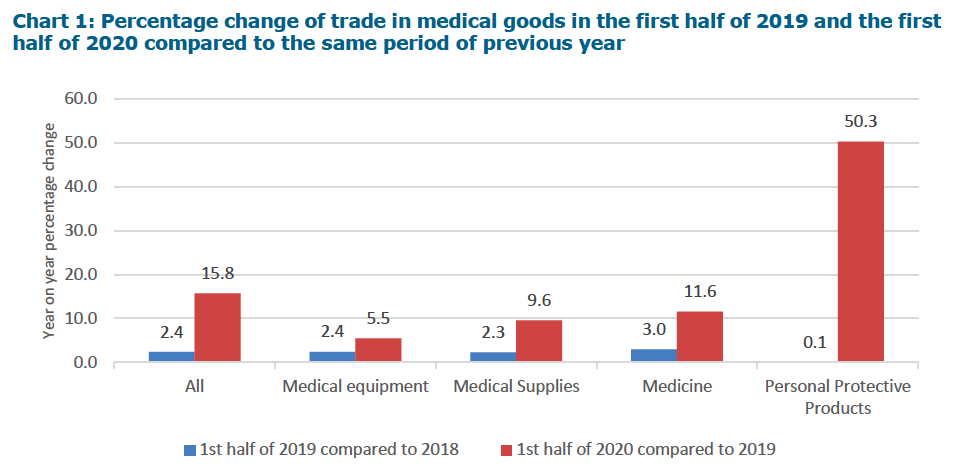 Chart 1: Percentage change of trade in medical goods in the first half of 2019 and the first
half of 2020 compared to the same period of previous year
Year on year percentage change
60.0
50.0
40.0
30.0
20.0
10.0
0.0
2.4
15.8
2.4
5.5
2.3
9.6
3.0
11.6
0.1
50.3
All
Medical equipment
Medical Supplies
Medicine
Personal Protective
Products
1st half of 2019 compared to 2018
1st half of 2020 compared to 2019